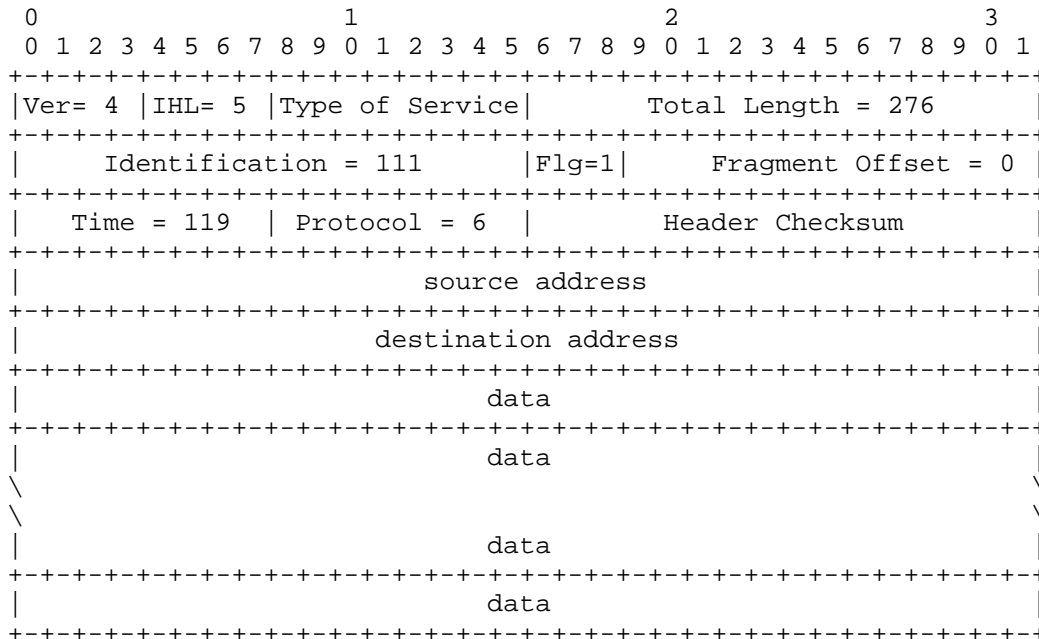 0                   1                   2                   3
0 1 2 3 4 5 6 7 8 9 0 1 2 3 4 5 6 7 8 9 0 1 2 3 4 5 6 7 8 9 0 1
+-+-+-+-+-+-+-+-+-+-+-+-+-+-+-+-+-+-+-+-+-+-+-+-+-+-+-+-+-+-+-+-+
|Ver= 4 |IHL= 5 |Type of Service|        Total Length = 276     |
+-+-+-+-+-+-+-+-+-+-+-+-+-+-+-+-+-+-+-+-+-+-+-+-+-+-+-+-+-+-+-+-+
|     Identification = 111      |Flg=1|     Fragment Offset = 0 |
+-+-+-+-+-+-+-+-+-+-+-+-+-+-+-+-+-+-+-+-+-+-+-+-+-+-+-+-+-+-+-+-+
|   Time = 119  | Protocol = 6  |        Header Checksum        |
+-+-+-+-+-+-+-+-+-+-+-+-+-+-+-+-+-+-+-+-+-+-+-+-+-+-+-+-+-+-+-+-+
|                         source address                        |
+-+-+-+-+-+-+-+-+-+-+-+-+-+-+-+-+-+-+-+-+-+-+-+-+-+-+-+-+-+-+-+-+
|                      destination address                      |
+-+-+-+-+-+-+-+-+-+-+-+-+-+-+-+-+-+-+-+-+-+-+-+-+-+-+-+-+-+-+-+-+
|                             data                              |
+-+-+-+-+-+-+-+-+-+-+-+-+-+-+-+-+-+-+-+-+-+-+-+-+-+-+-+-+-+-+-+-+
|                             data                              |
\                                                               \
\                                                               \
|                             data                              |
+-+-+-+-+-+-+-+-+-+-+-+-+-+-+-+-+-+-+-+-+-+-+-+-+-+-+-+-+-+-+-+-+
|                             data                              |
+-+-+-+-+-+-+-+-+-+-+-+-+-+-+-+-+-+-+-+-+-+-+-+-+-+-+-+-+-+-+-+-+